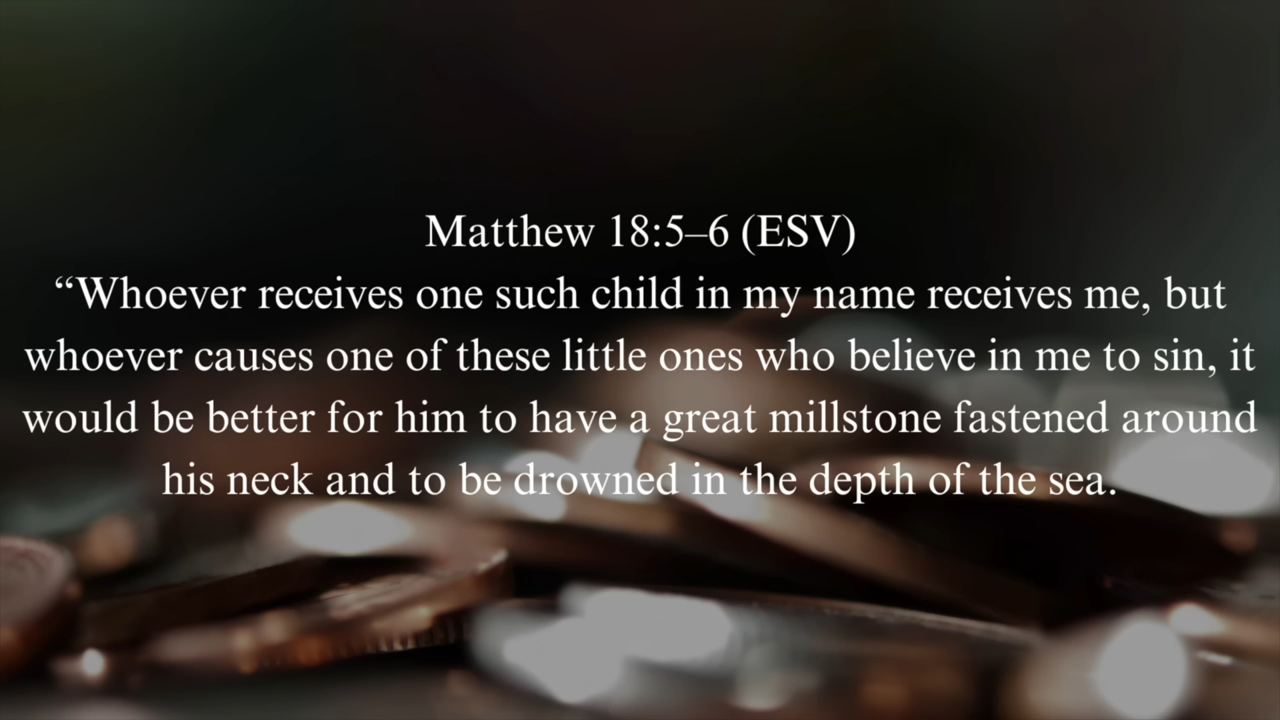 Matthew 18:5–6 (ESV)
“Whoever receives one such child in my name receives me, but
whoever causes one of these little ones who believe in me to sin, it
would be better for him to have a great millstone fastened around
his neck and to be drowned in the depth of the sea.